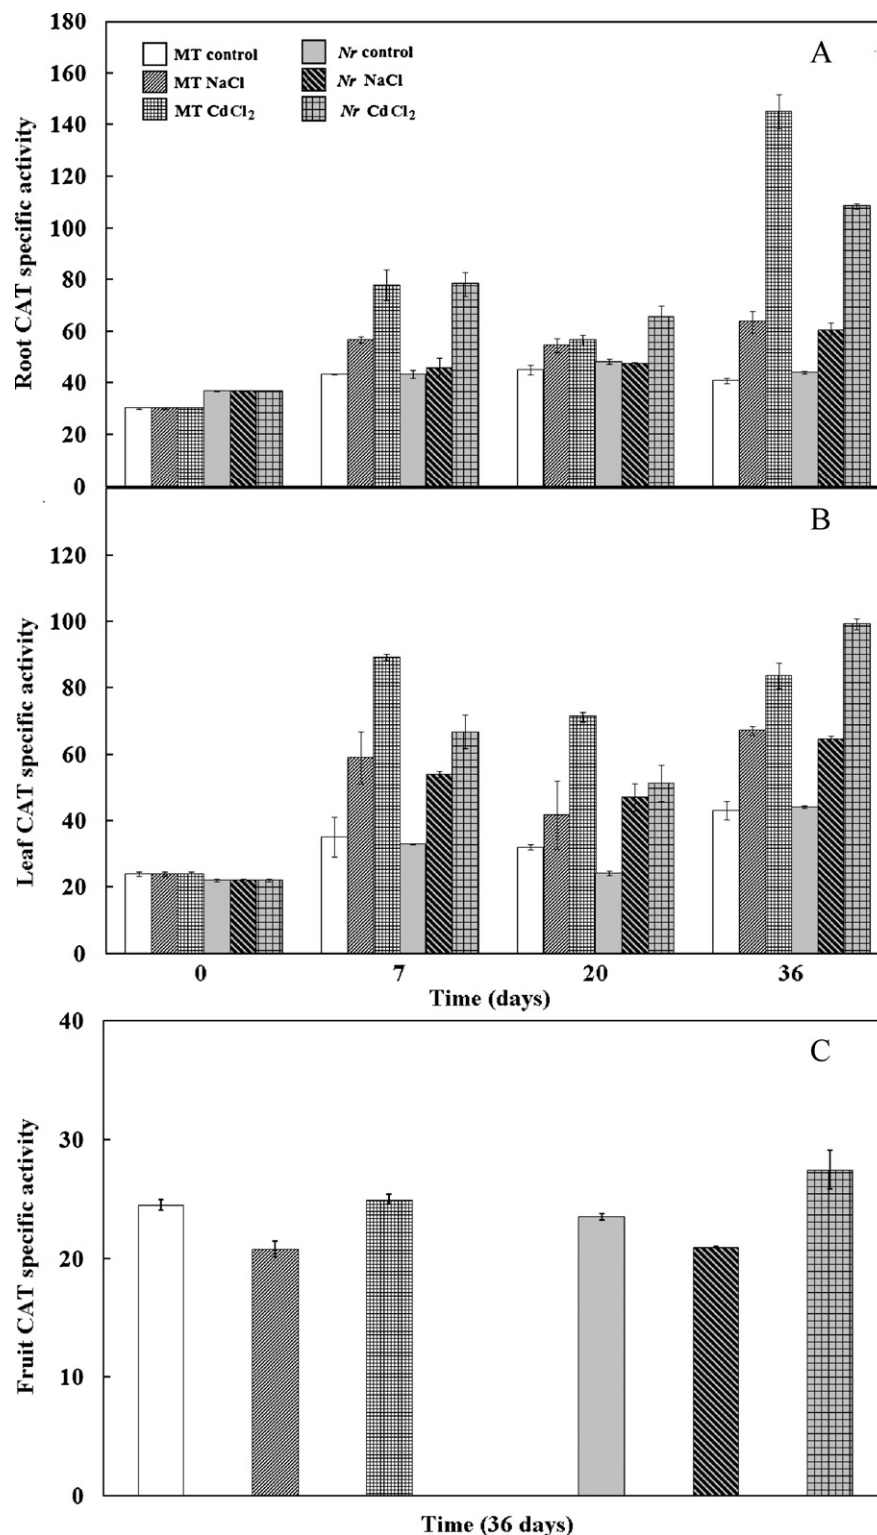 180
160
140
120
100
80
60
40
20
0
Root CAT specific activity
MT control
MT NaCl
MT CdCl₂
Nr control
Nr NaCl
Nr CdCl₂
A
120
100
80
60
40
20
0
Leaf CAT specific activity
B
0 7 20 36
Time (days)
40
30
20
10
0
Fruit CAT specific activity
C
Time (36 days)